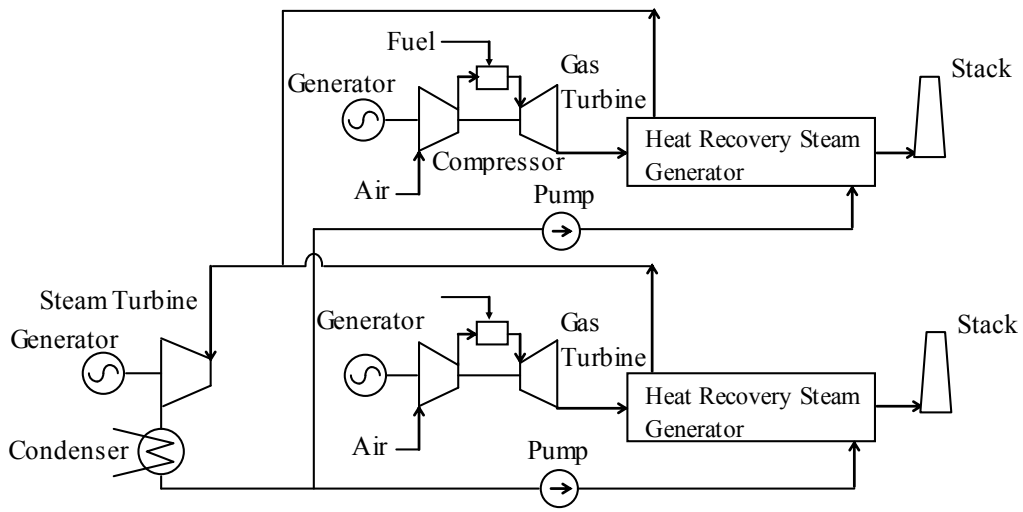 Fuel
Generator
Gas
Turbine
Stack
Heat Recovery Steam
Generator
Compressor
Air
Pump
Steam Turbine
Generator
Generator
Gas
Turbine
Stack
Heat Recovery Steam
Generator
Air
Condenser
Pump